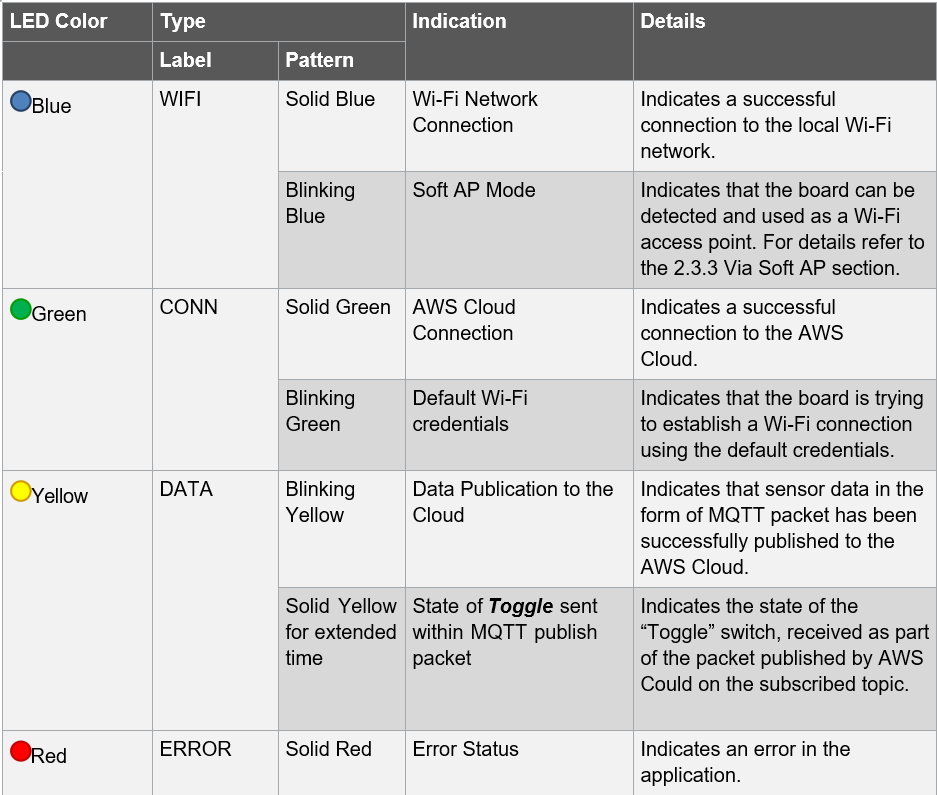 LED Color
Type
Indication
Details
Label
Pattern
Blue
WIFI
Solid Blue
Wi-Fi Network
Connection
Indicates a successful
connection to the local Wi-Fi
network.
Blinking
Blue
Soft AP Mode
Indicates that the board can be
detected and used as a Wi-Fi
access point. For details refer to
the 2.3.3 Via Soft AP section.
Green
CONN
Solid Green
AWS Cloud
Connection
Indicates a successful
connection to the AWS
Cloud.
Blinking
Green
Default Wi-Fi
credentials
Indicates that the board is trying
to establish a Wi-Fi connection
using the default credentials.
Yellow
DATA
Blinking
Yellow
Data Publication to the
Cloud
Indicates that sensor data in the
form of MQTT packet has been
successfully published to the
AWS Cloud.
Solid Yellow
for extended
time
State of Toggle sent
within MQTT publish
packet
Indicates the state of the
“Toggle” switch, received as part
of the packet published by AWS
Could on the subscribed topic.
Red
ERROR
Solid Red
Error Status
Indicates an error in the
application.